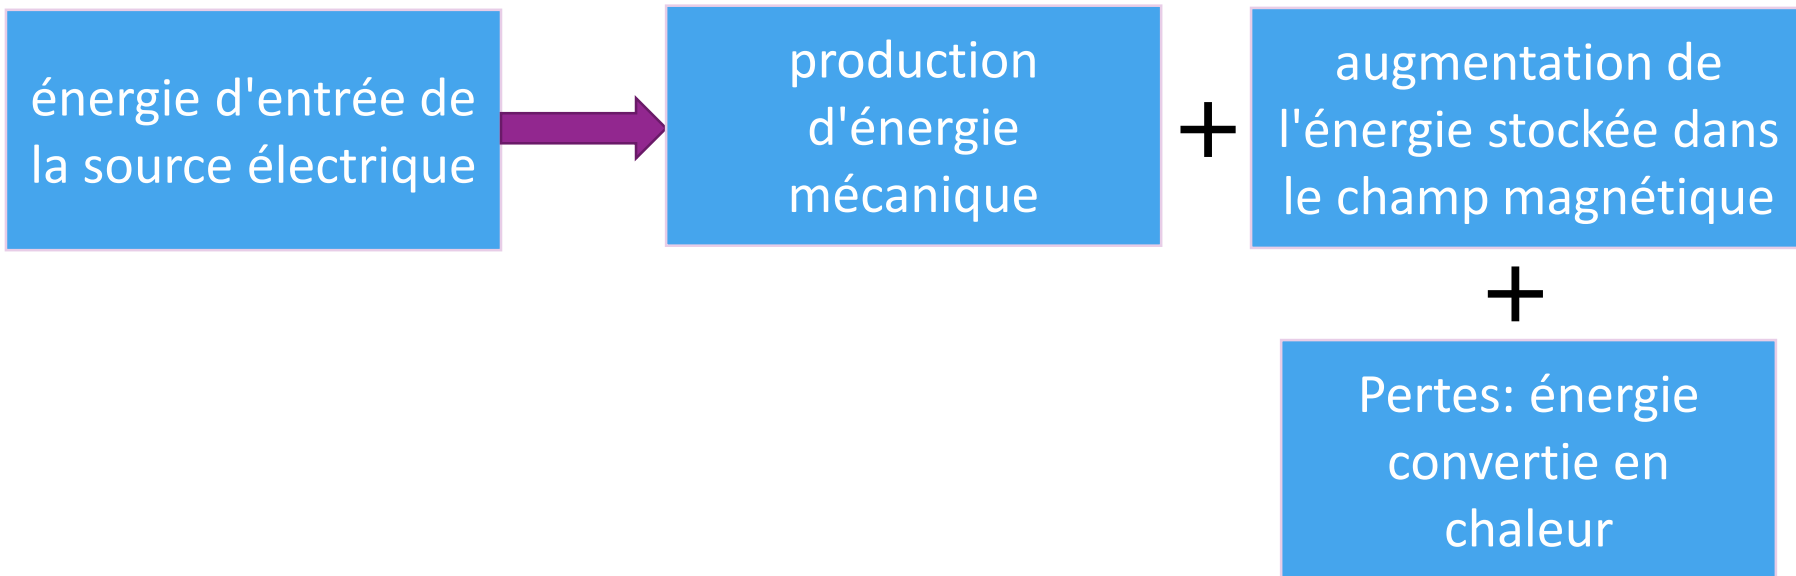 énergie d'entrée de
la source électrique
production
d'énergie
mécanique
+
augmentation de
l'énergie stockée dans
le champ magnétique
+
Pertes: énergie
convertie en
chaleur